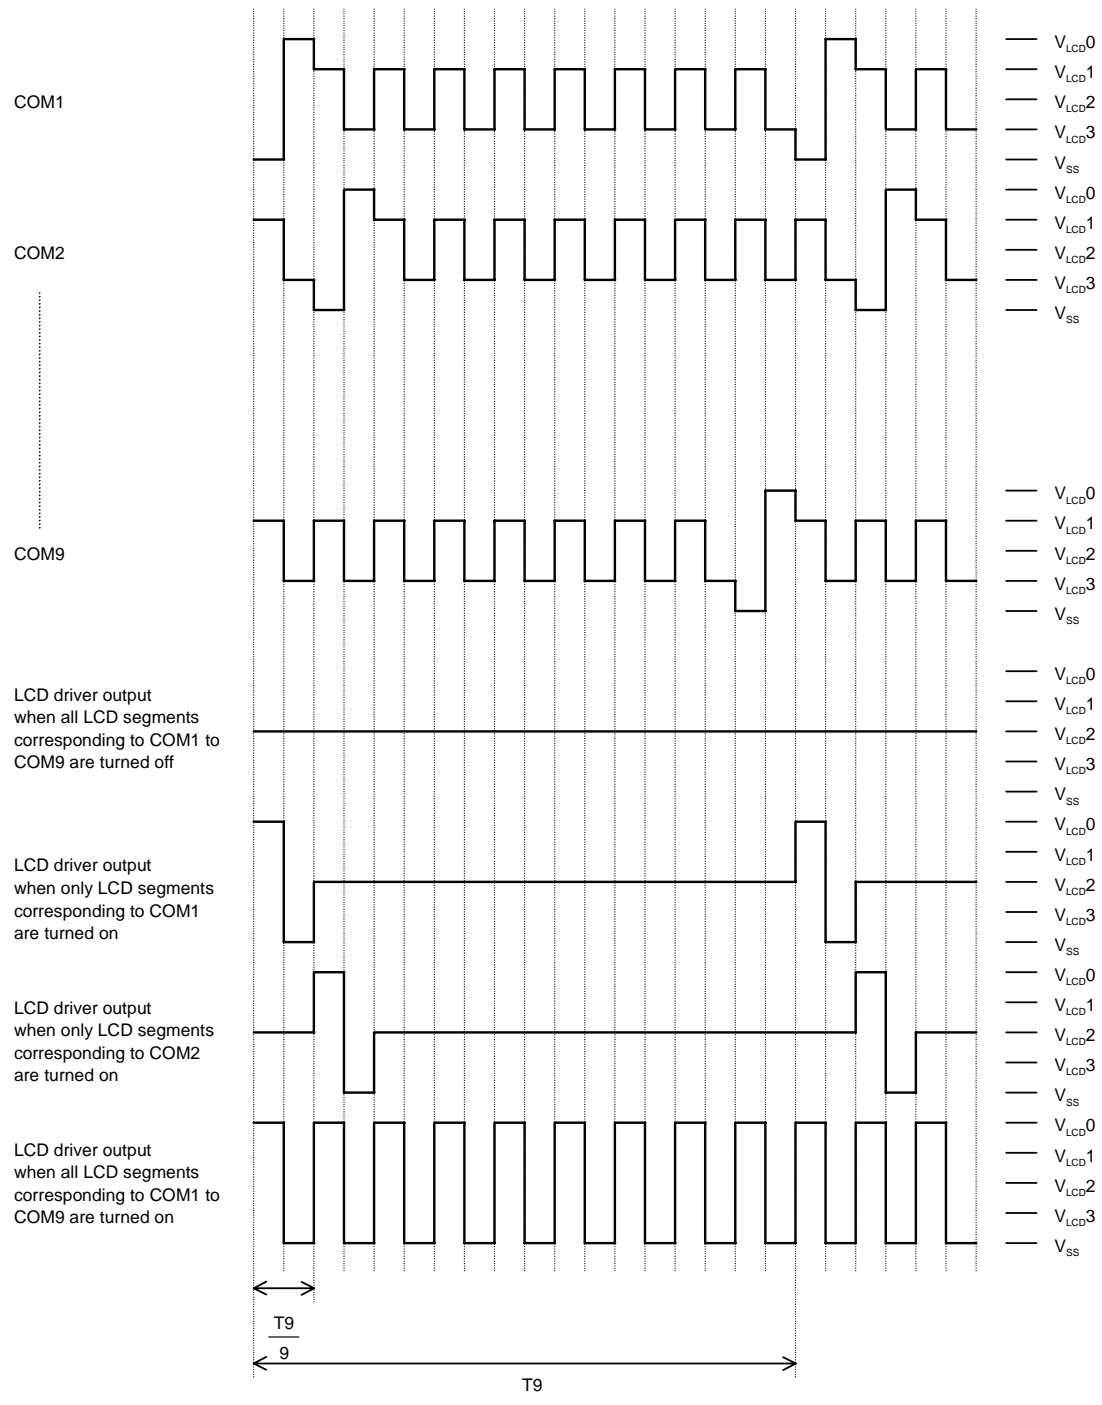 COM1
V_LCD0
V_LCD1
V_LCD2
V_LCD3
V_SS
COM2
V_LCD0
V_LCD1
V_LCD2
V_LCD3
V_SS
COM9
V_LCD0
V_LCD1
V_LCD2
V_LCD3
V_SS
LCD driver output
when all LCD segments
corresponding to COM1 to
COM9 are turned off
V_LCD0
V_LCD1
V_LCD2
V_LCD3
V_SS
LCD driver output
when only LCD segments
corresponding to COM1
are turned on
V_LCD0
V_LCD1
V_LCD2
V_LCD3
V_SS
LCD driver output
when only LCD segments
corresponding to COM2
are turned on
V_LCD0
V_LCD1
V_LCD2
V_LCD3
V_SS
LCD driver output
when all LCD segments
corresponding to COM1 to
COM9 are turned on
V_LCD0
V_LCD1
V_LCD2
V_LCD3
V_SS
T9
9
T9